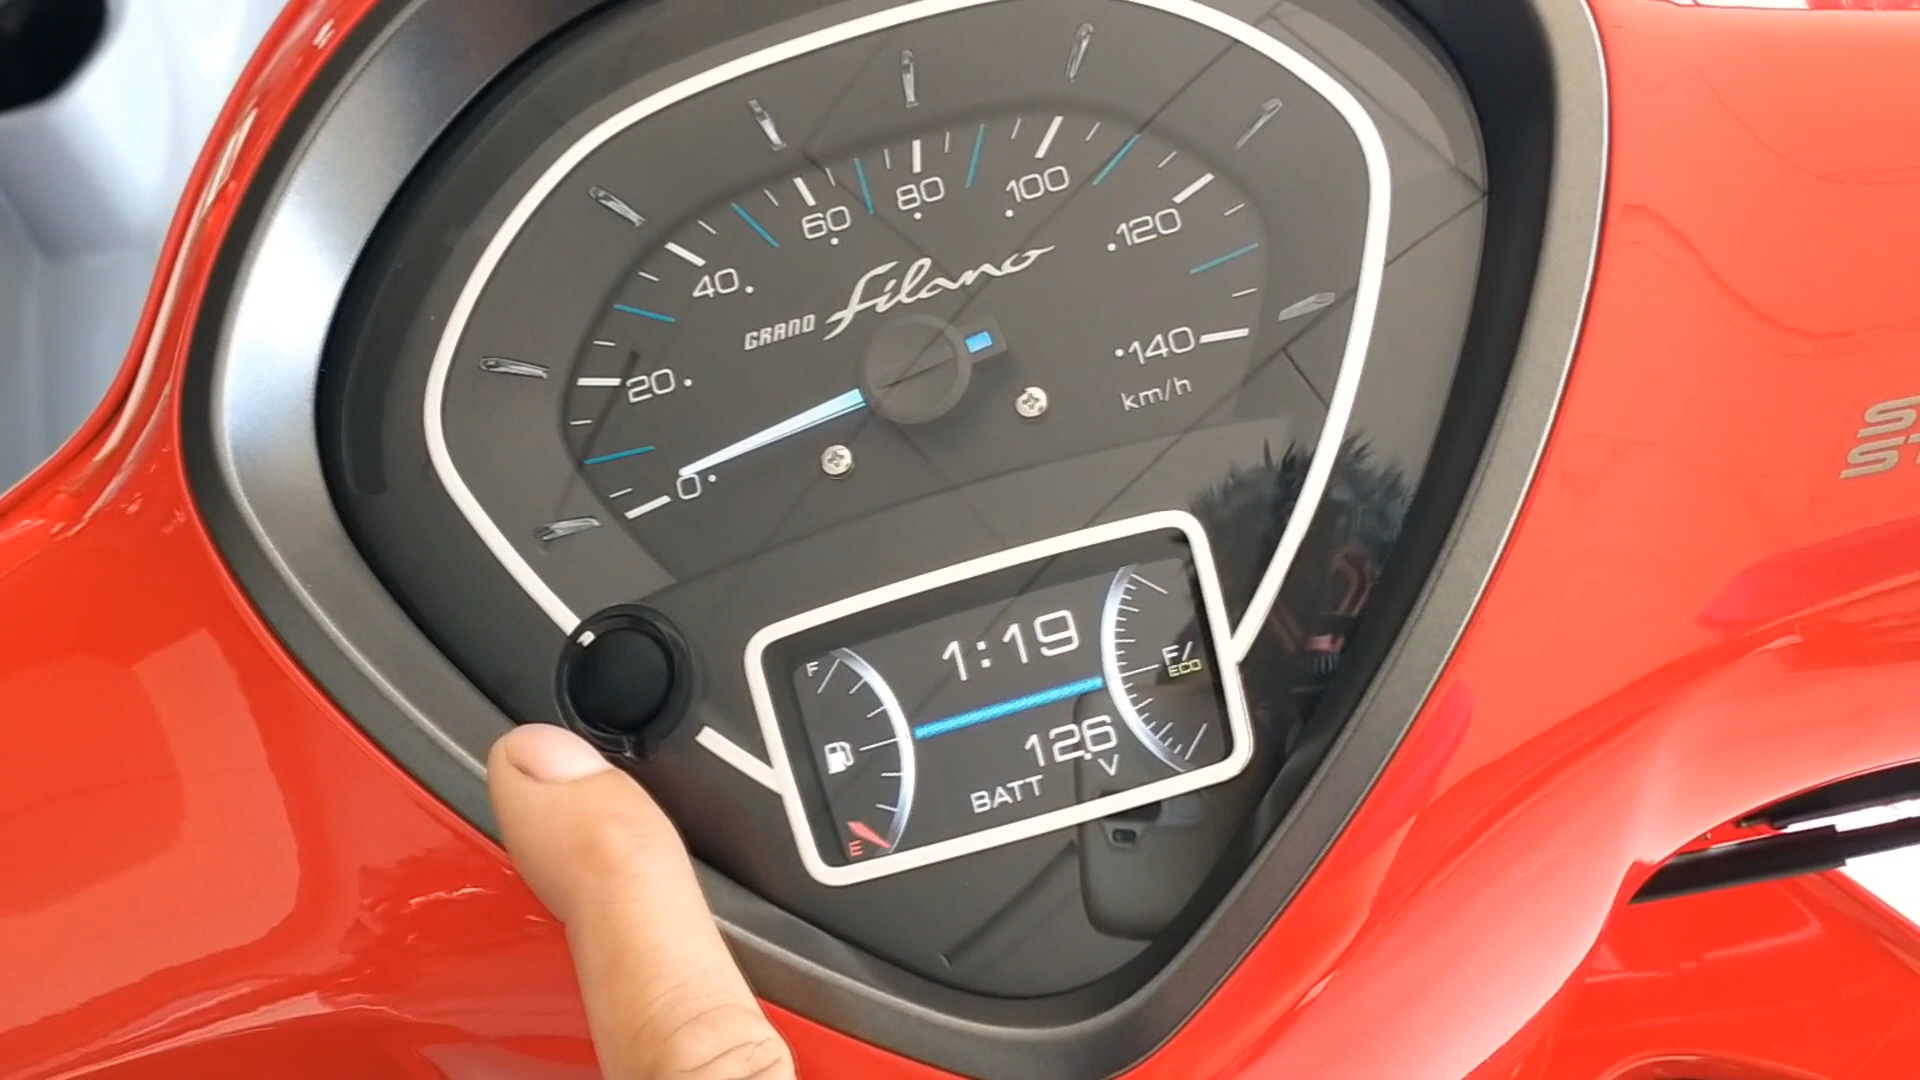 0
20
40
60
80
100
120
140
km/h
GRAND Filano
1:19
F
E
F/
ECO
12.6 V
BATT